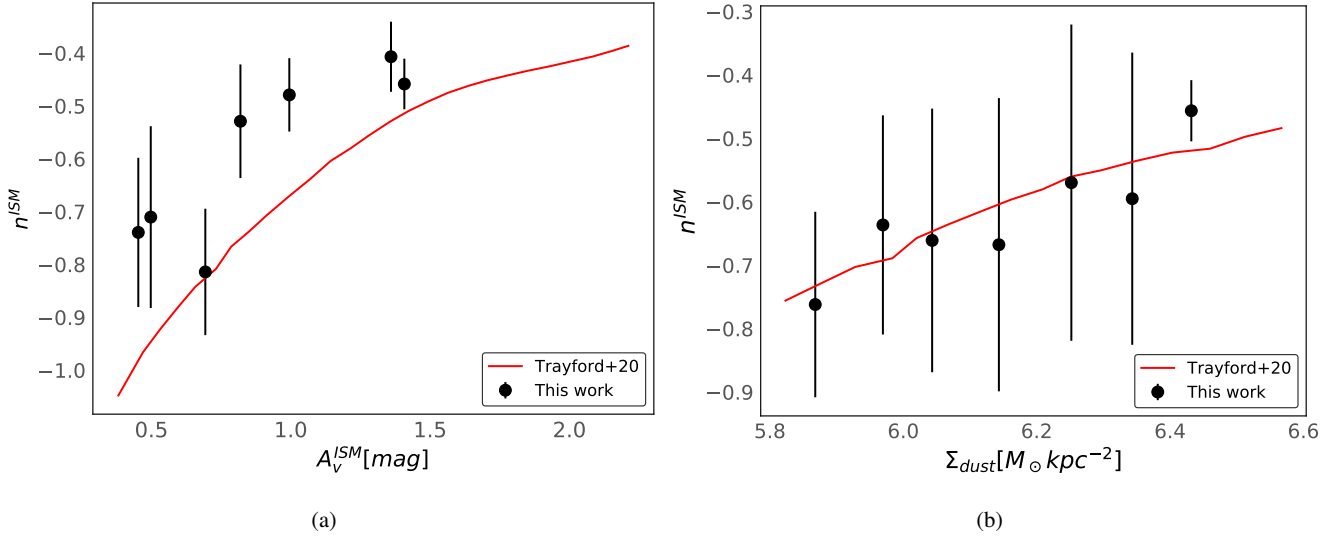 −0.4
−0.5
−0.6
−0.7
−0.8
−0.9
−1.0
n^{ISM}
0.5 1.0 1.5 2.0
A_v^{ISM}[mag]
Trayford+20
This work
(a)
−0.3
−0.4
−0.5
−0.6
−0.7
−0.8
−0.9
n^{ISM}
5.8 6.0 6.2 6.4 6.6
Σ_{dust}[M_⊙kpc^{−2}]
Trayford+20
This work
(b)